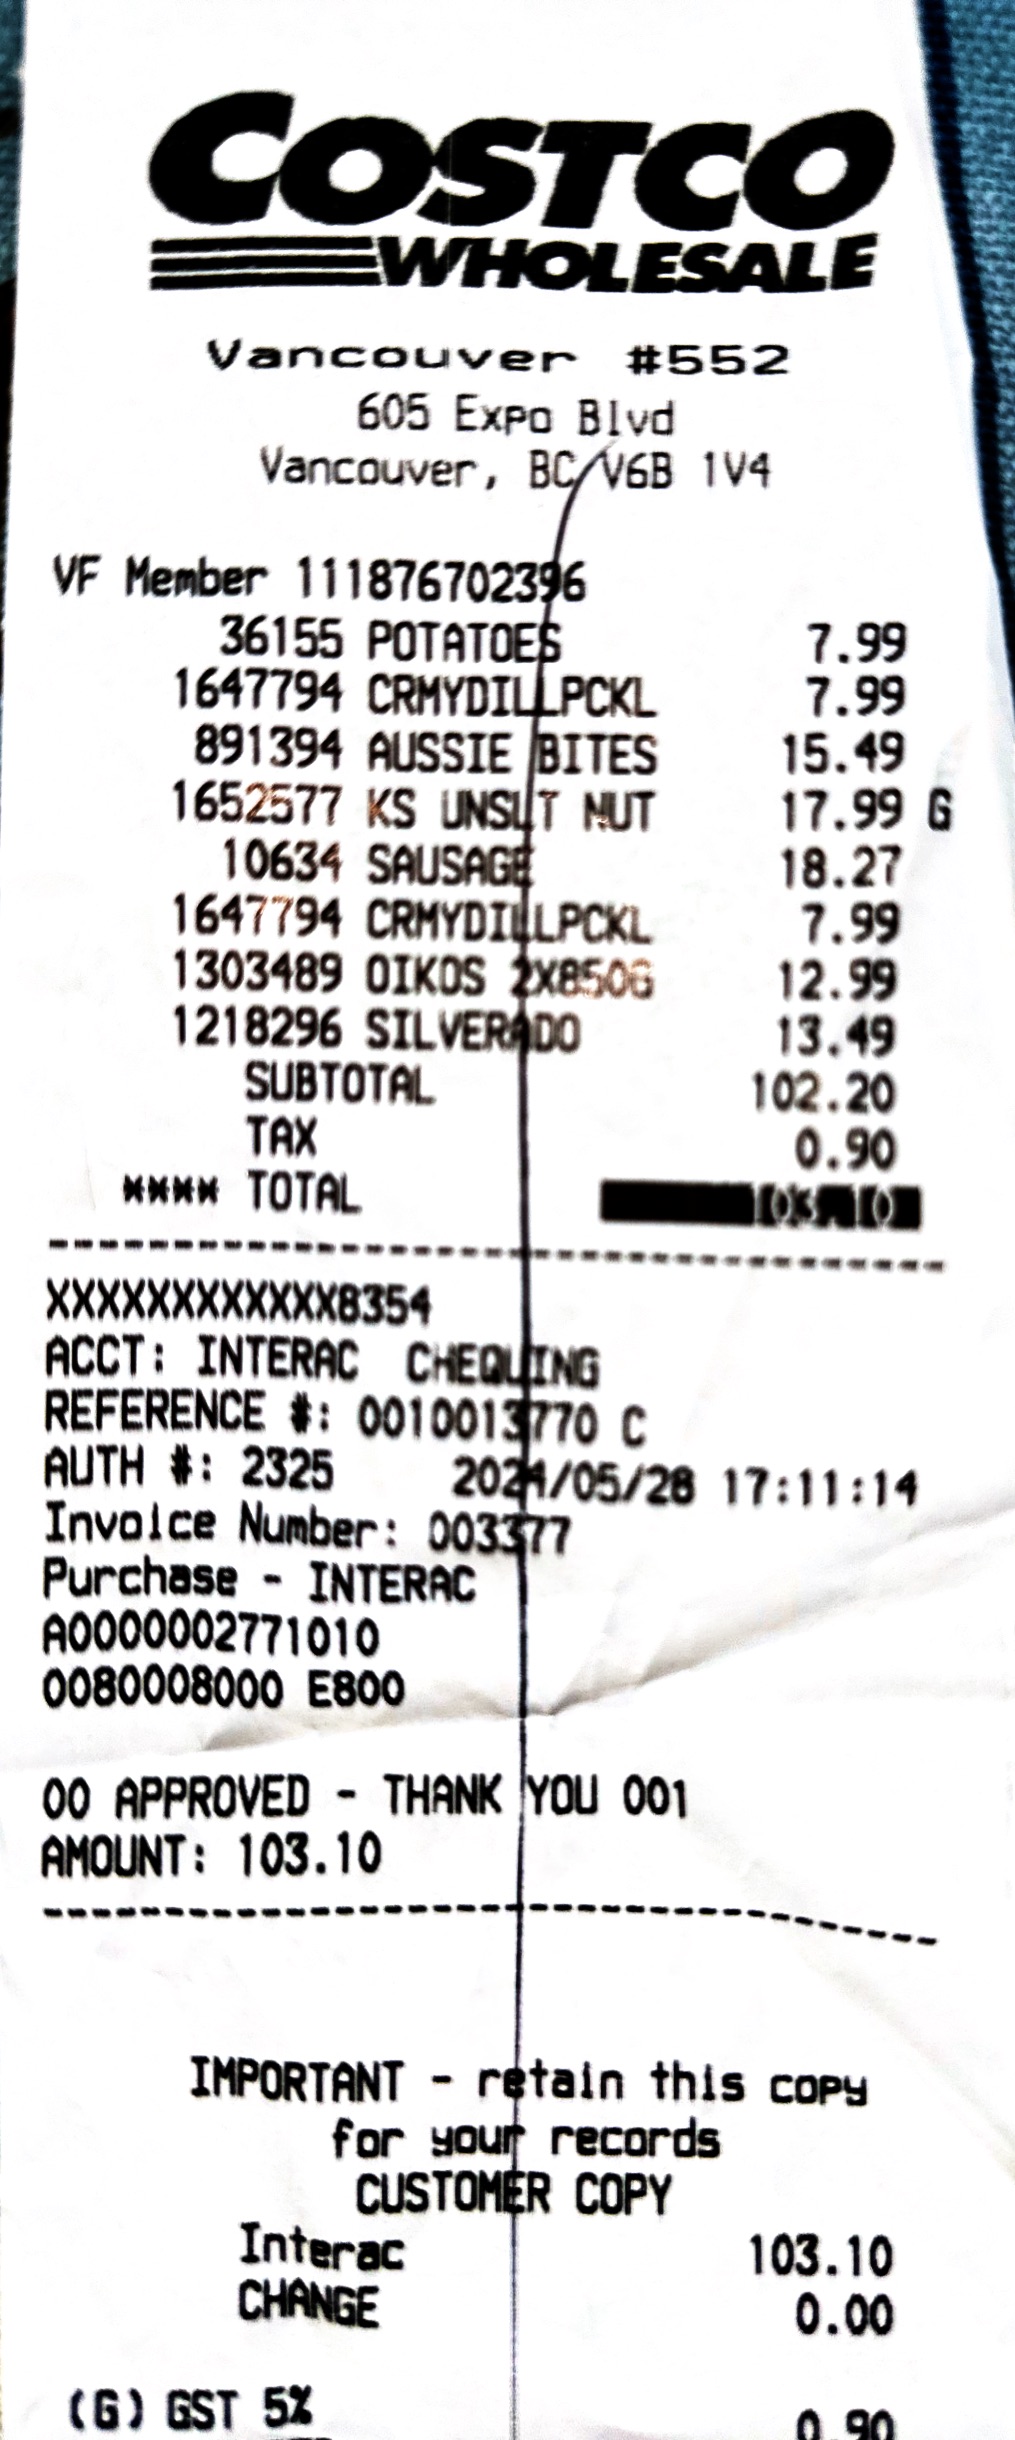 COSTCO
WHOLESALE
Vancouver #552
605 Expo Blvd
Vancouver, BC V6B 1V4
VF Member 111876702396
36155 POTATOES 7.99
1647794 CRMYDILLPCKL 7.99
891394 AUSSIE BITES 15.49
1652577 KS UNSLT NUT 17.99 G
10634 SAUSAGE 18.27
1647794 CRMYDILLPCKL 7.99
1303489 OIKOS 2X850G 12.99
1218296 SILVERADO 13.49
SUBTOTAL 102.20
TAX 0.90
**** TOTAL
XXXXXXXXXXXX8354
ACCT: INTERAC CHEQUING
REFERENCE #: 0010013770 C
AUTH #: 2325 2024/05/28 17:11:14
Invoice Number: 003377
Purchase - INTERAC
A0000002771010
0080008000 E800
00 APPROVED - THANK YOU 001
AMOUNT: 103.10
IMPORTANT - retain this copy
for your records
CUSTOMER COPY
Interac 103.10
CHANGE 0.00
(G) GST 5% 0.90